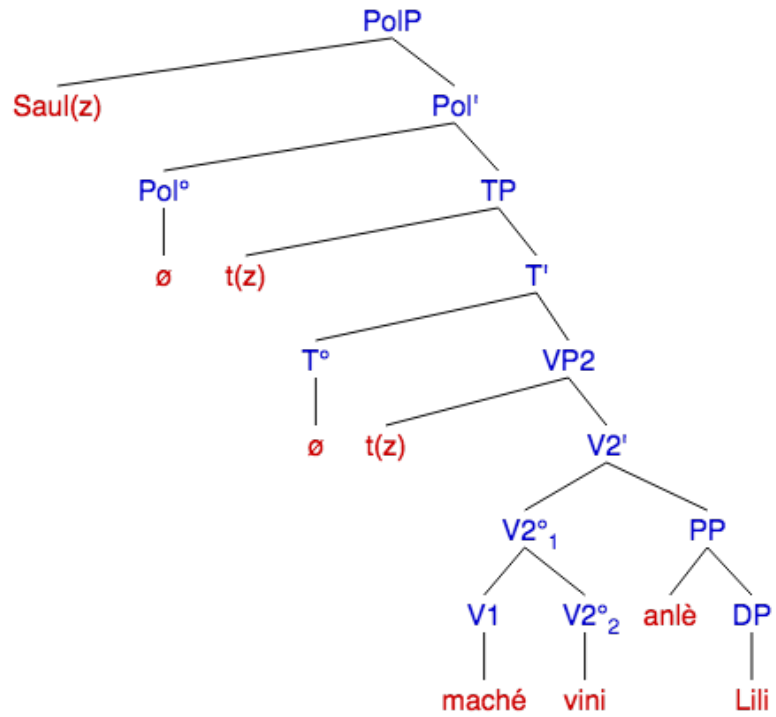 PolP
Saul(z) Pol'
Pol° TP
ø t(z) T'
T° VP2
ø t(z) V2'
V2°₁ PP
V1 V2°₂ anlè DP
maché vini Lili